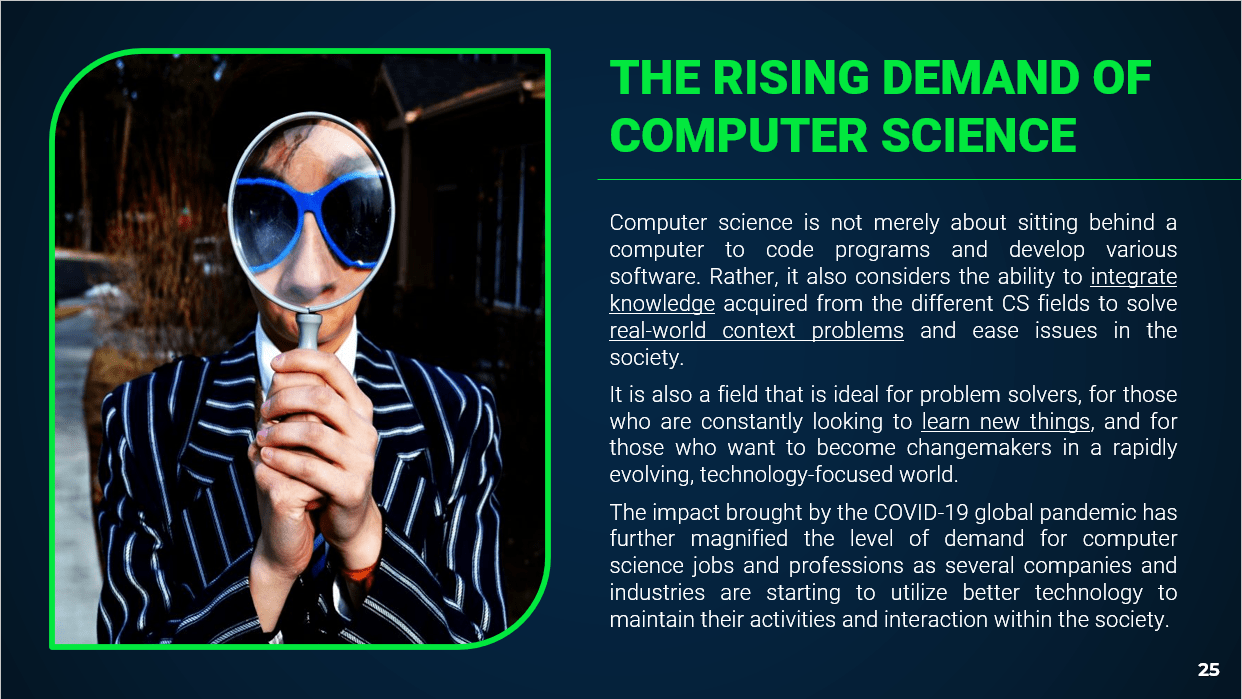 THE RISING DEMAND OF
COMPUTER SCIENCE
Computer science is not merely about sitting behind a
computer to code programs and develop various
software. Rather, it also considers the ability to integrate
knowledge acquired from the different CS fields to solve
real-world context problems and ease issues in the
society.
It is also a field that is ideal for problem solvers, for those
who are constantly looking to learn new things, and for
those who want to become changemakers in a rapidly
evolving, technology-focused world.
The impact brought by the COVID-19 global pandemic has
further magnified the level of demand for computer
science jobs and professions as several companies and
industries are starting to utilize better technology to
maintain their activities and interaction within the society.
25